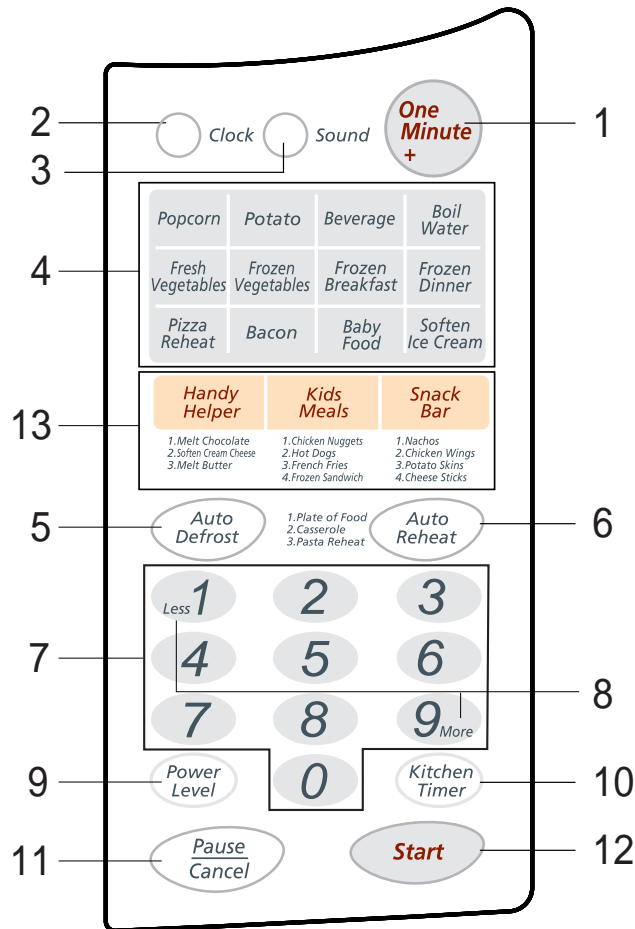 2
Clock
Sound
One
Minute
+
1
3
4
Popcorn
Potato
Beverage
Boil
Water
Fresh
Vegetables
Frozen
Vegetables
Frozen
Breakfast
Frozen
Dinner
Pizza
Reheat
Bacon
Baby
Food
Soften
Ice Cream
13
Handy
Helper
Kids
Meals
Snack
Bar
1.Melt Chocolate
2.Soften Cream Cheese
3.Melt Butter
1.Chicken Nuggets
2.Hot Dogs
3.French Fries
4.Frozen Sandwich
1.Nachos
2.Chicken Wings
3.Potato Skins
4.Cheese Sticks
5
Auto
Defrost
1.Plate of Food
2.Casserole
3.Pasta Reheat
Auto
Reheat
6
7
Less 1
2
3
4
5
6
8
7
8
9 More
9
Power
Level
0
Kitchen
Timer
10
11
Pause
Cancel
Start
12